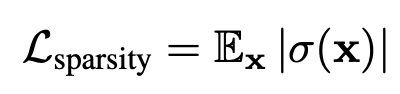 ℒ_sparsity = 𝔼_𝐱 |σ(𝐱)|